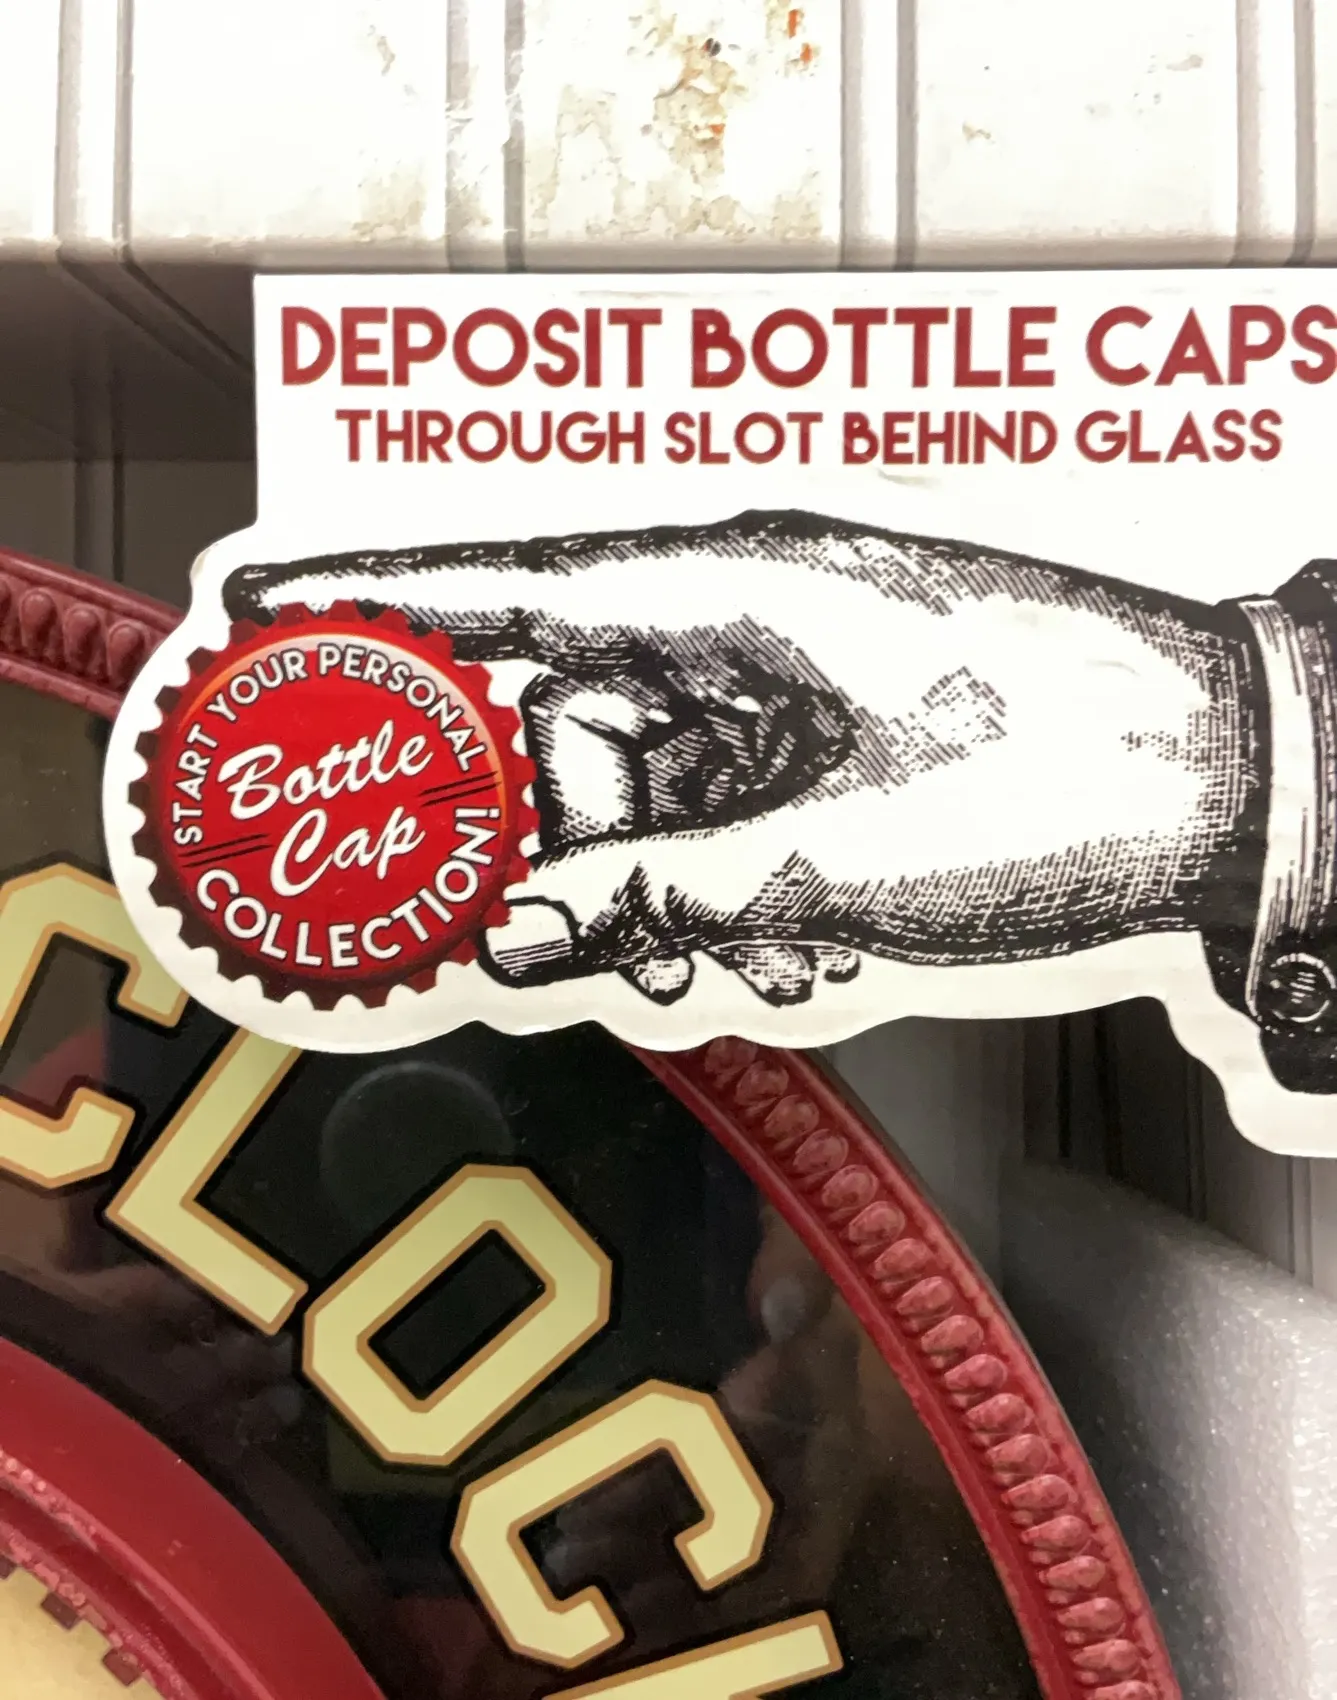 DEPOSIT BOTTLE CAPS
THROUGH SLOT BEHIND GLASS
START YOUR PERSONAL
Bottle
Cap
COLLECTION!
CLOCK